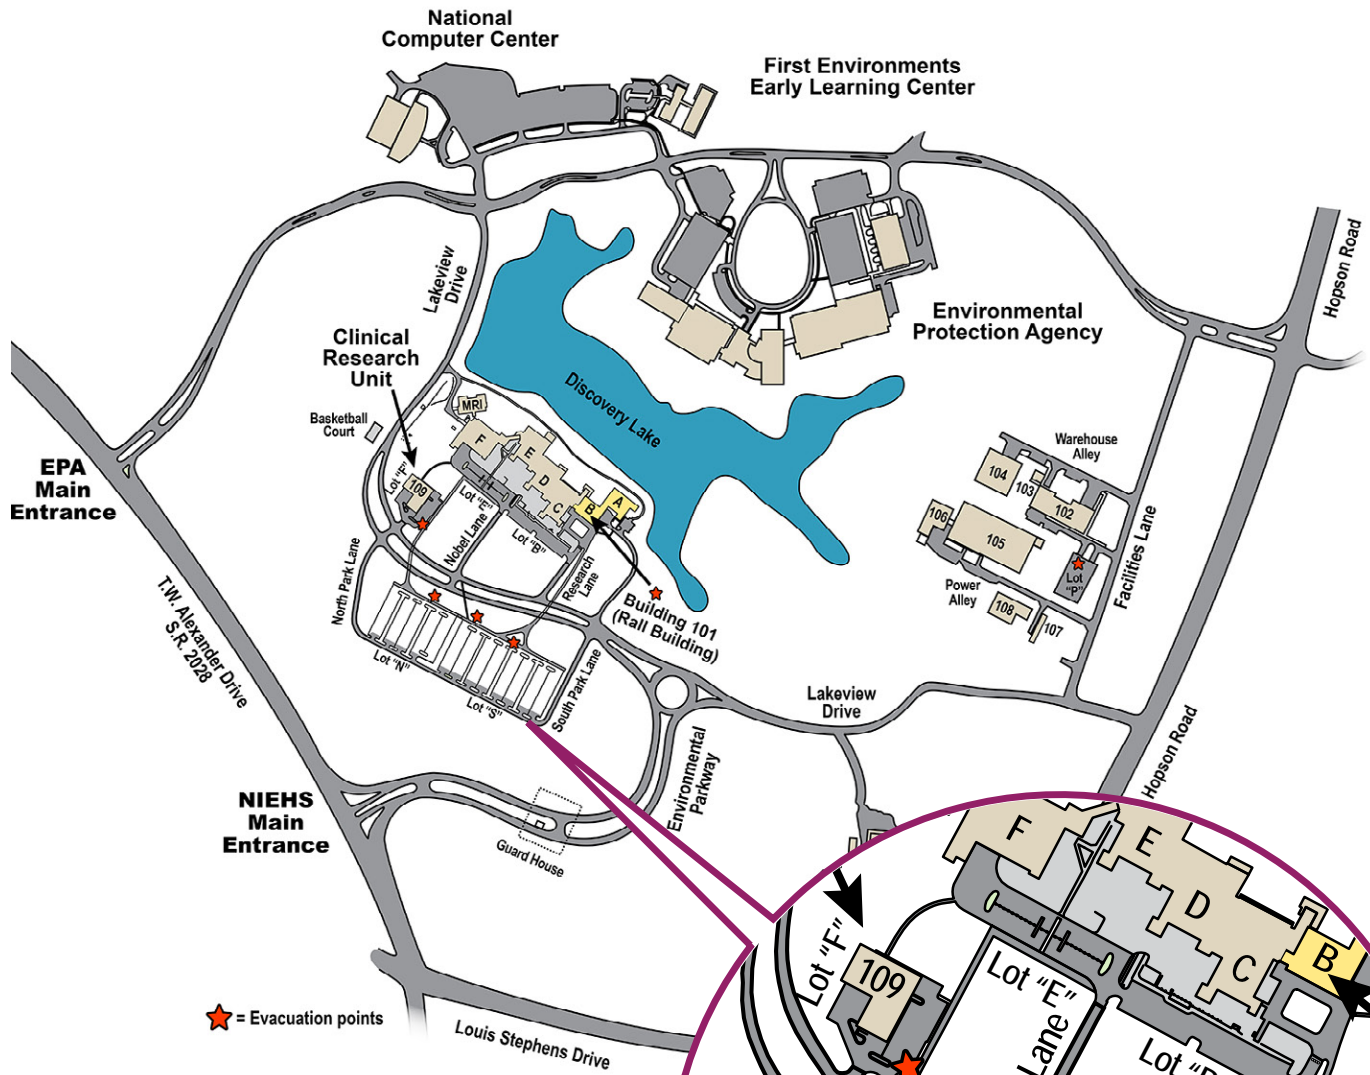 National
Computer Center
First Environments
Early Learning Center
Hopson Road
Lakeview
Drive
Environmental
Protection Agency
Clinical
Research
Unit
Discovery Lake
MRI
Basketball
Court
F
E
D
C
B
A
Warehouse
Alley
EPA
Main
Entrance
Lot "F"
109
Lot "E"
Lot "B"
Nobel Lane
Research
Lane
104
103
102
106
105
Facilities Lane
Lot
"P"
Power
Alley
108
107
North Park Lane
Building 101
(Rall Building)
T.W. Alexander Drive
S.R. 2028
Lot "N"
Lot "S"
South Park Lane
Lakeview
Drive
Hopson Road
Environmental
Parkway
NIEHS
Main
Entrance
Guard House
F
E
D
C
B
Lot "F"
109
Lot "E"
Lane
= Evacuation points
Louis Stephens Drive